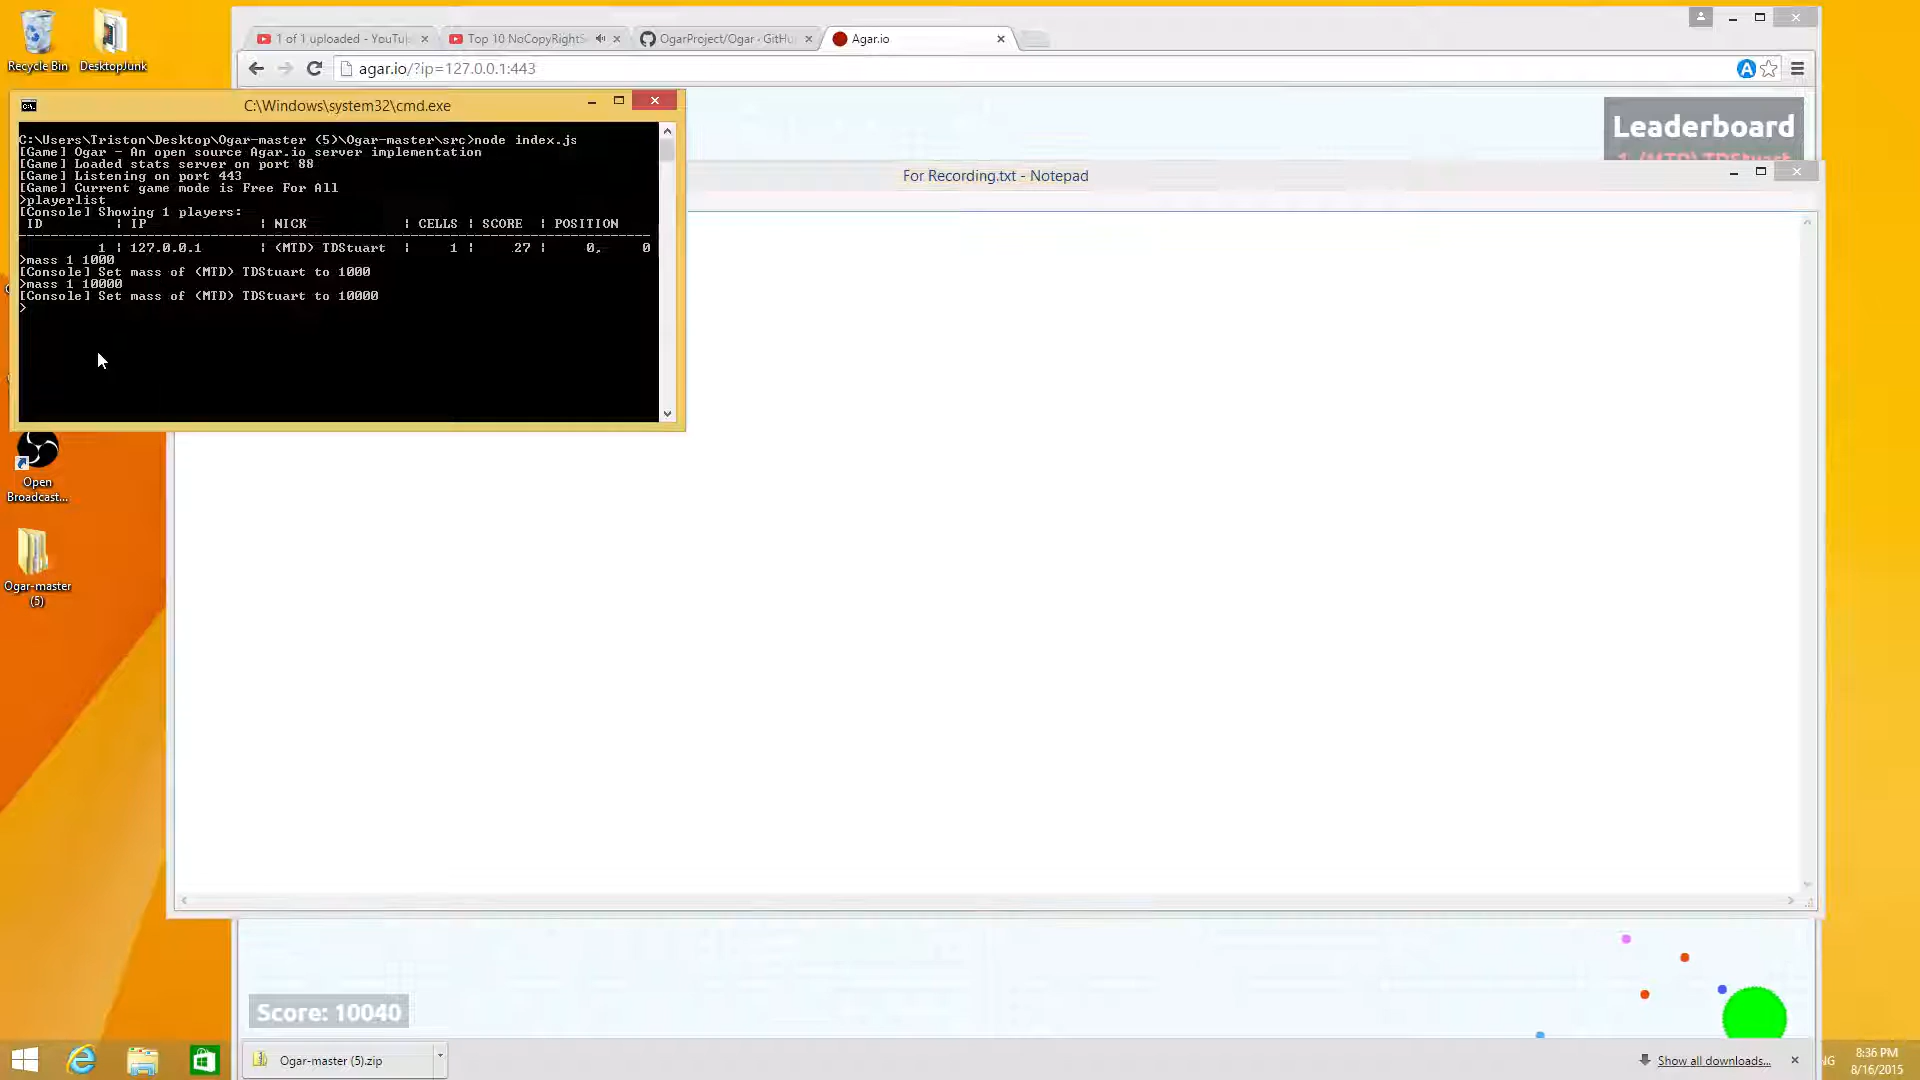 Recycle Bin
DesktopJunk
1 of 1 uploaded - YouTu
Top 10 NoCopyRightS
OgarProject/Ogar · GitHu
Agar.io
agar.io/?ip=127.0.0.1:443
C:\Windows\system32\cmd.exe
C:\Users\Triston\Desktop\Ogar-master (5)\Ogar-master\src>node index.js
[Game] Ogar - An open source Agar.io server implementation
[Game] Loaded stats server on port 88
[Game] Listening on port 443
[Game] Current game mode is Free For All
>playerlist
[Console] Showing 1 players:
ID | IP | NICK | CELLS | SCORE | POSITION
1 | 127.0.0.1 | (MTD) TDStuart | 1 | 27 | 0, 0
>mass 1 1000
[Console] Set mass of (MTD) TDStuart to 1000
>mass 1 10000
[Console] Set mass of (MTD) TDStuart to 10000
>
Leaderboard
1. (MTD) TDStuart
For Recording.txt - Notepad
Open
Broadcast...
Ogar-master
(5)
Score: 10040
Ogar-master (5).zip
Show all downloads...
NG
8:36 PM
8/16/2015